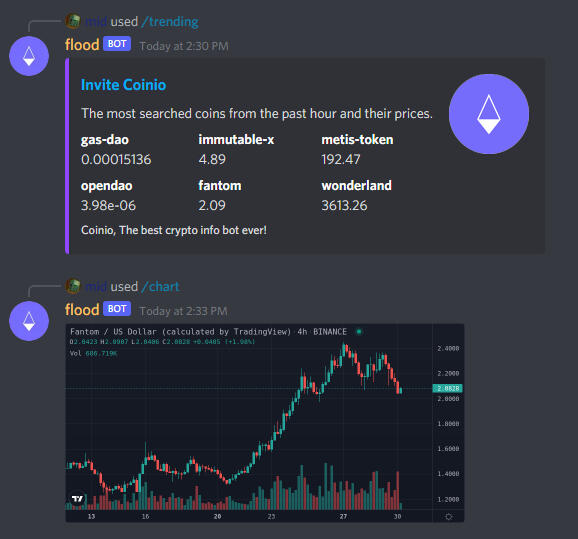 mid used /trending
flood BOT Today at 2:30 PM
Invite Coinio
The most searched coins from the past hour and their prices.
gas-dao immutable-x metis-token
0.00015136 4.89 192.47
opendao fantom wonderland
3.98e-06 2.09 3613.26
Coinio, The best crypto info bot ever!
mid used /chart
flood BOT Today at 2:33 PM
Fantom / US Dollar (calculated by TradingView) · 4h · BINANCE
O2.0423 H2.0907 L2.0406 C2.0828 +0.0405 (+1.98%)
Vol 606.719K
2.4000
2.2000
2.0828
2.0000
1.8000
1.6000
1.4000
1.2000
13 16 20 23 27 30